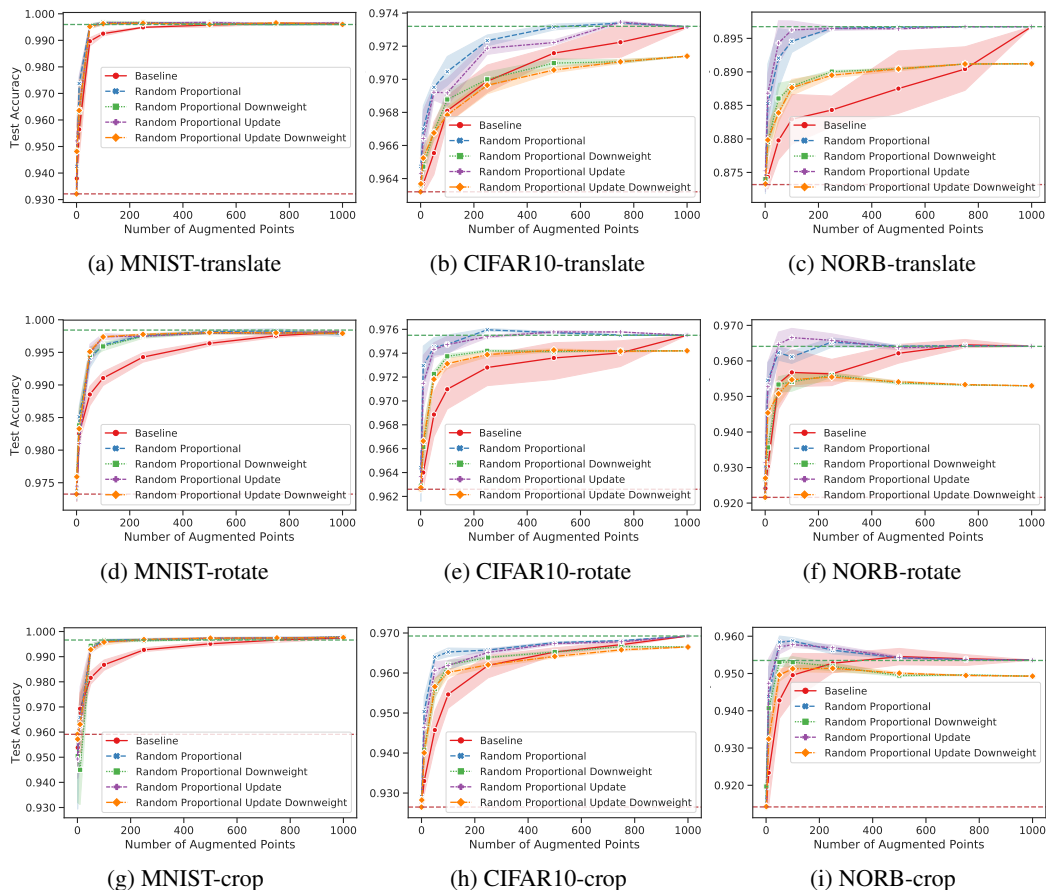 1.000
0.990
0.980
0.970
0.960
0.950
0.940
0.930
Test Accuracy
Baseline
Random Proportional
Random Proportional Downweight
Random Proportional Update
Random Proportional Update Downweight
0 200 400 600 800 1000
Number of Augmented Points
(a) MNIST-translate
0.974
0.972
0.970
0.968
0.966
0.964
Baseline
Random Proportional
Random Proportional Downweight
Random Proportional Update
Random Proportional Update Downweight
0 200 400 600 800 1000
Number of Augmented Points
(b) CIFAR10-translate
0.895
0.890
0.885
0.880
0.875
Baseline
Random Proportional
Random Proportional Downweight
Random Proportional Update
Random Proportional Update Downweight
0 200 400 600 800 1000
Number of Augmented Points
(c) NORB-translate
1.000
0.995
0.990
0.985
0.980
0.975
Test Accuracy
Baseline
Random Proportional
Random Proportional Downweight
Random Proportional Update
Random Proportional Update Downweight
0 200 400 600 800 1000
Number of Augmented Points
(d) MNIST-rotate
0.976
0.974
0.972
0.970
0.968
0.966
0.964
0.962
Baseline
Random Proportional
Random Proportional Downweight
Random Proportional Update
Random Proportional Update Downweight
0 200 400 600 800 1000
Number of Augmented Points
(e) CIFAR10-rotate
0.970
0.960
0.950
0.940
0.930
0.920
Baseline
Random Proportional
Random Proportional Downweight
Random Proportional Update
Random Proportional Update Downweight
0 200 400 600 800 1000
Number of Augmented Points
(f) NORB-rotate
1.000
0.990
0.980
0.970
0.960
0.950
0.940
0.930
Test Accuracy
Baseline
Random Proportional
Random Proportional Downweight
Random Proportional Update
Random Proportional Update Downweight
0 200 400 600 800 1000
Number of Augmented Points
(g) MNIST-crop
0.970
0.960
0.950
0.940
0.930
Baseline
Random Proportional
Random Proportional Downweight
Random Proportional Update
Random Proportional Update Downweight
0 200 400 600 800 1000
Number of Augmented Points
(h) CIFAR10-crop
0.960
0.950
0.940
0.930
0.920
Baseline
Random Proportional
Random Proportional Downweight
Random Proportional Update
Random Proportional Update Downweight
0 200 400 600 800 1000
Number of Augmented Points
(i) NORB-crop